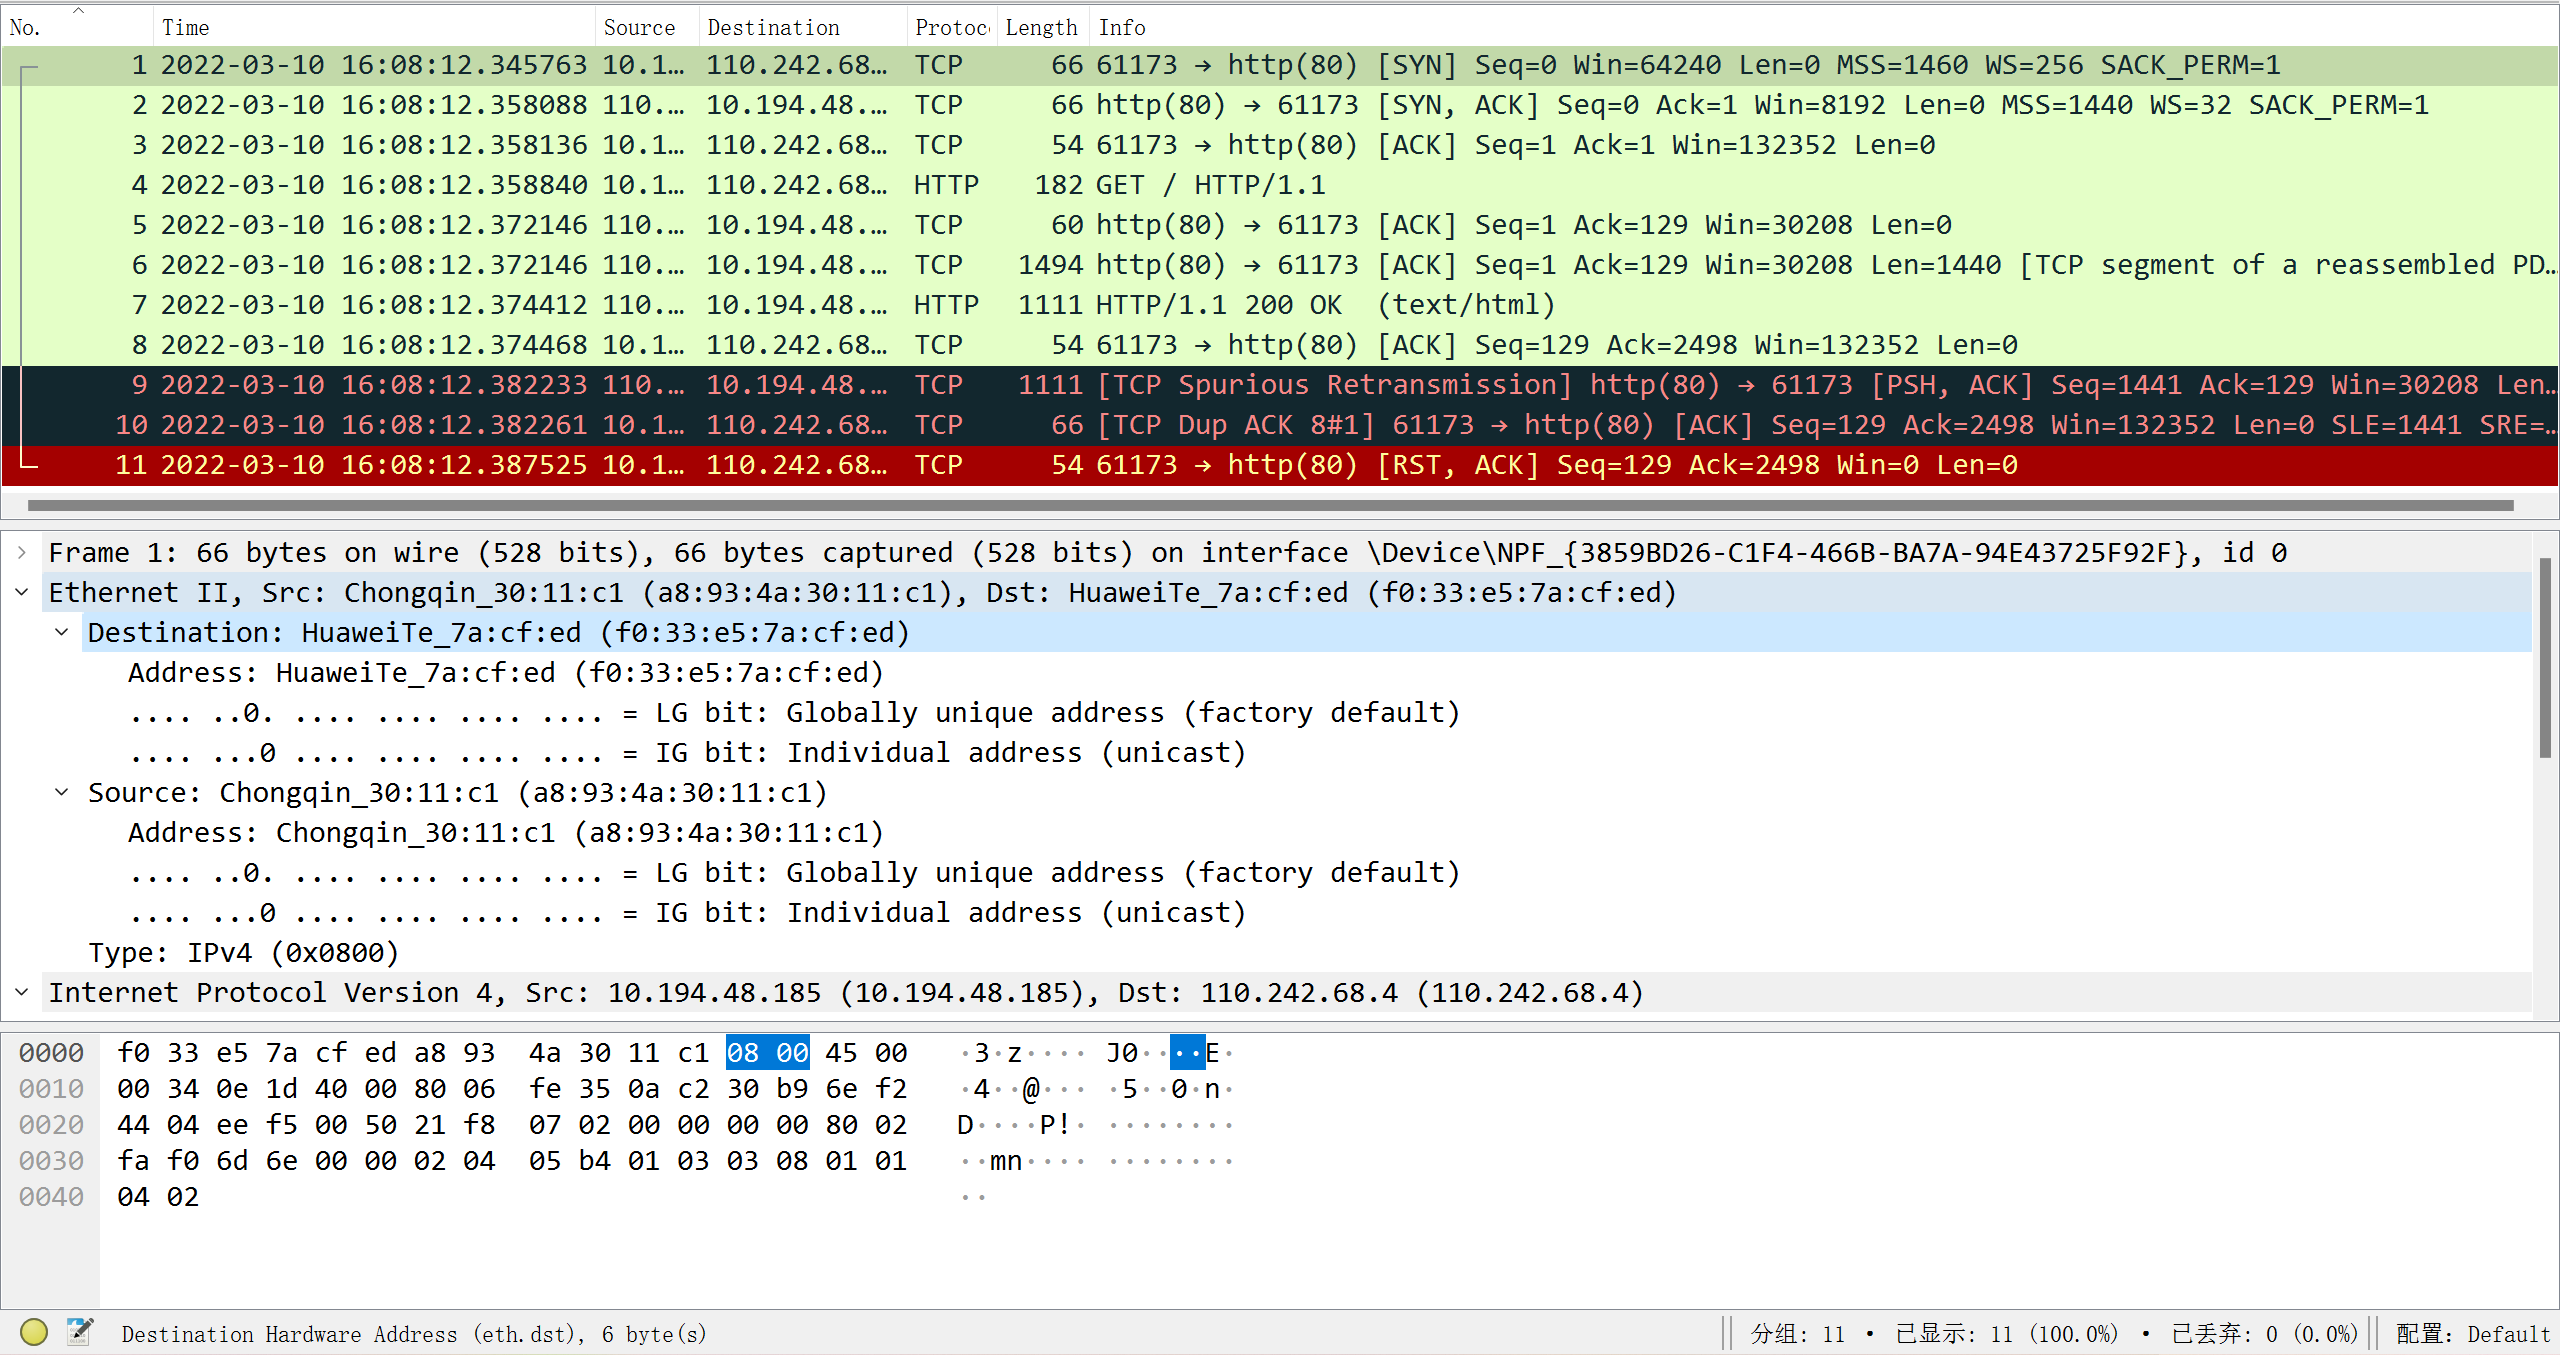 No. Time Source Destination Protoc Length Info
1 2022-03-10 16:08:12.345763 10.1… 110.242.68… TCP 66 61173 → http(80) [SYN] Seq=0 Win=64240 Len=0 MSS=1460 WS=256 SACK_PERM=1
2 2022-03-10 16:08:12.358088 110.… 10.194.48.… TCP 66 http(80) → 61173 [SYN, ACK] Seq=0 Ack=1 Win=8192 Len=0 MSS=1440 WS=32 SACK_PERM=1
3 2022-03-10 16:08:12.358136 10.1… 110.242.68… TCP 54 61173 → http(80) [ACK] Seq=1 Ack=1 Win=132352 Len=0
4 2022-03-10 16:08:12.358840 10.1… 110.242.68… HTTP 182 GET / HTTP/1.1
5 2022-03-10 16:08:12.372146 110.… 10.194.48.… TCP 60 http(80) → 61173 [ACK] Seq=1 Ack=129 Win=30208 Len=0
6 2022-03-10 16:08:12.372146 110.… 10.194.48.… TCP 1494 http(80) → 61173 [ACK] Seq=1 Ack=129 Win=30208 Len=1440 [TCP segment of a reassembled PD…
7 2022-03-10 16:08:12.374412 110.… 10.194.48.… HTTP 1111 HTTP/1.1 200 OK (text/html)
8 2022-03-10 16:08:12.374468 10.1… 110.242.68… TCP 54 61173 → http(80) [ACK] Seq=129 Ack=2498 Win=132352 Len=0
9 2022-03-10 16:08:12.382233 110.… 10.194.48.… TCP 1111 [TCP Spurious Retransmission] http(80) → 61173 [PSH, ACK] Seq=1441 Ack=129 Win=30208 Len…
10 2022-03-10 16:08:12.382261 10.1… 110.242.68… TCP 66 [TCP Dup ACK 8#1] 61173 → http(80) [ACK] Seq=129 Ack=2498 Win=132352 Len=0 SLE=1441 SRE=…
11 2022-03-10 16:08:12.387525 10.1… 110.242.68… TCP 54 61173 → http(80) [RST, ACK] Seq=129 Ack=2498 Win=0 Len=0
Frame 1: 66 bytes on wire (528 bits), 66 bytes captured (528 bits) on interface \Device\NPF_{3859BD26-C1F4-466B-BA7A-94E43725F92F}, id 0
Ethernet II, Src: Chongqin_30:11:c1 (a8:93:4a:30:11:c1), Dst: HuaweiTe_7a:cf:ed (f0:33:e5:7a:cf:ed)
Destination: HuaweiTe_7a:cf:ed (f0:33:e5:7a:cf:ed)
Address: HuaweiTe_7a:cf:ed (f0:33:e5:7a:cf:ed)
.... ..0. .... .... .... .... = LG bit: Globally unique address (factory default)
.... ...0 .... .... .... .... = IG bit: Individual address (unicast)
Source: Chongqin_30:11:c1 (a8:93:4a:30:11:c1)
Address: Chongqin_30:11:c1 (a8:93:4a:30:11:c1)
.... ..0. .... .... .... .... = LG bit: Globally unique address (factory default)
.... ...0 .... .... .... .... = IG bit: Individual address (unicast)
Type: IPv4 (0x0800)
Internet Protocol Version 4, Src: 10.194.48.185 (10.194.48.185), Dst: 110.242.68.4 (110.242.68.4)
0000 f0 33 e5 7a cf ed a8 93 4a 30 11 c1 08 00 45 00 ·3·z···· J0····E·
0010 00 34 0e 1d 40 00 80 06 fe 35 0a c2 30 b9 6e f2 ·4··@··· ·5··0·n·
0020 44 04 ee f5 00 50 21 f8 07 02 00 00 00 00 80 02 D····P!· ········
0030 fa f0 6d 6e 00 00 02 04 05 b4 01 03 03 08 01 01 ··mn···· ········
0040 04 02 ··
Destination Hardware Address (eth.dst), 6 byte(s) 分组: 11 · 已显示: 11 (100.0%) · 已丢弃: 0 (0.0%) 配置: Default